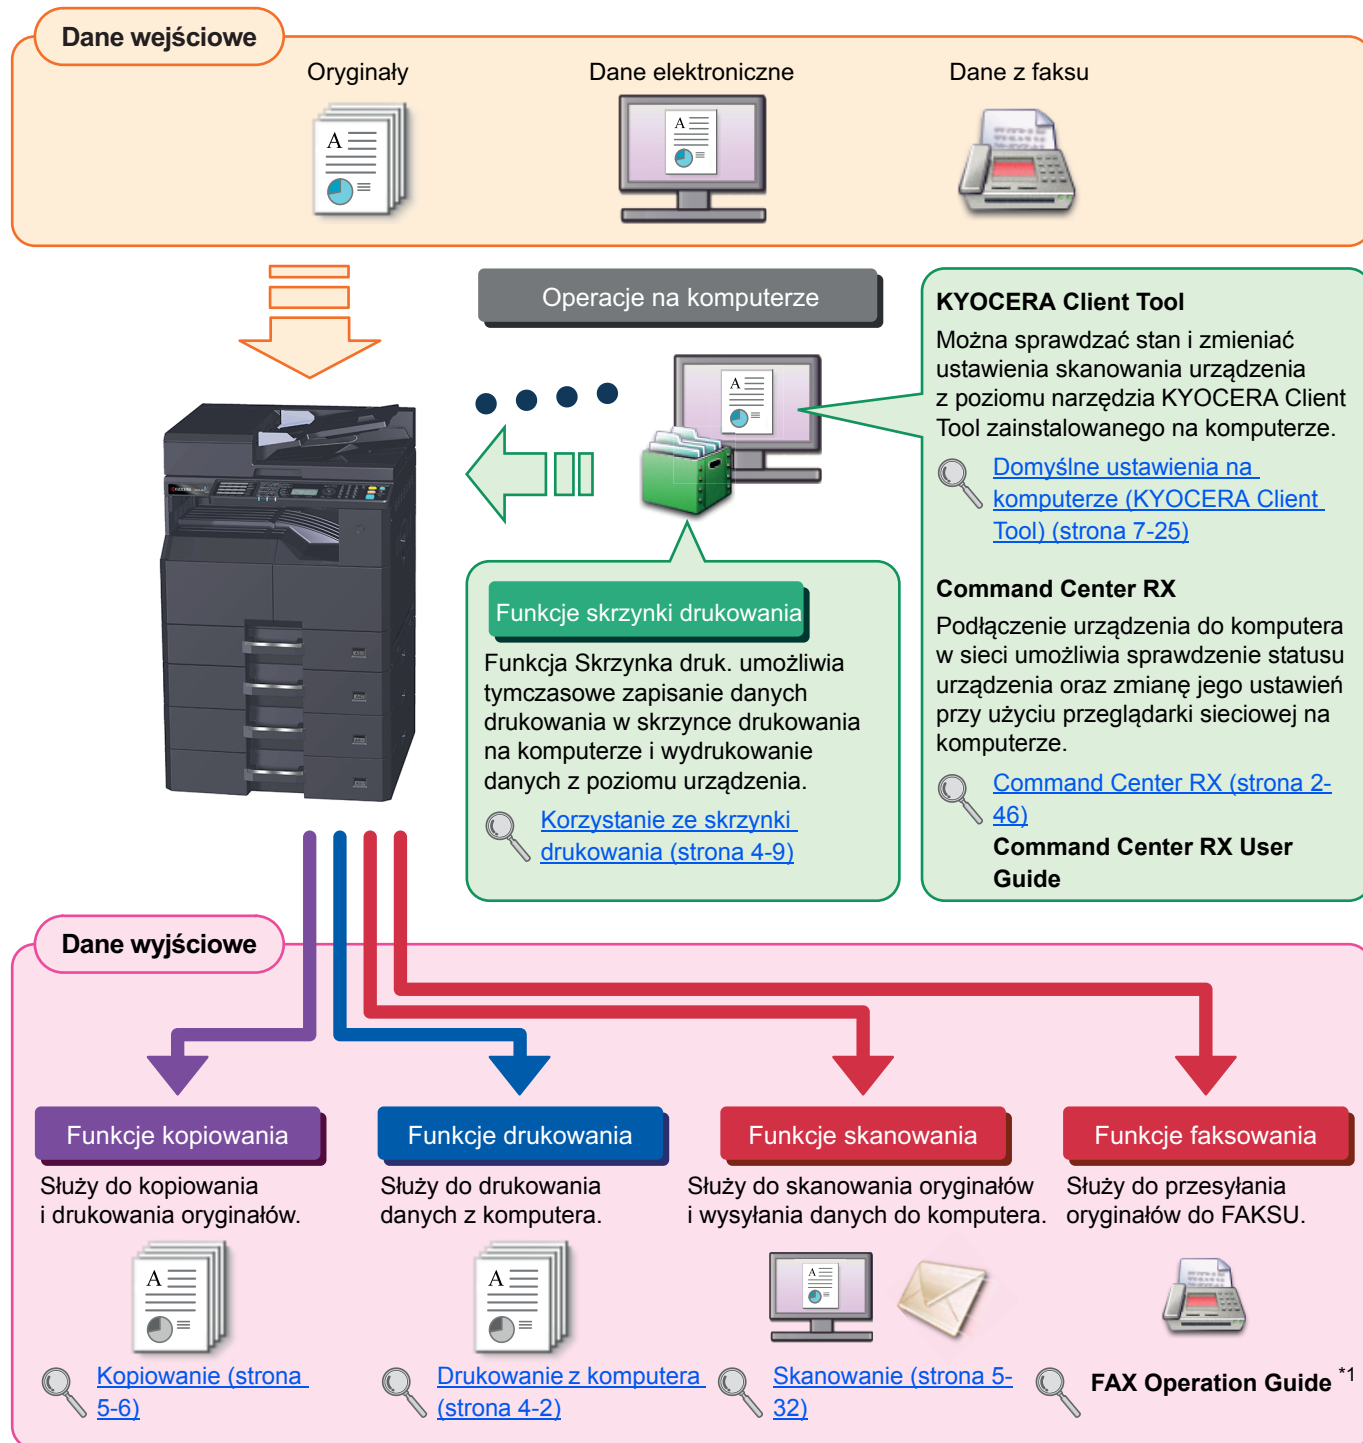 Dane wejściowe
Oryginały
Dane elektroniczne
Dane z faksu
A
A
Operacje na komputerze
A
KYOCERA Client Tool
Można sprawdzać stan i zmieniać
ustawienia skanowania urządzenia
z poziomu narzędzia KYOCERA Client
Tool zainstalowanego na komputerze.
Domyślne ustawienia na
komputerze (KYOCERA Client
Tool) (strona 7-25)
Command Center RX
Podłączenie urządzenia do komputera
w sieci umożliwia sprawdzenie statusu
urządzenia oraz zmianę jego ustawień
przy użyciu przeglądarki sieciowej na
komputerze.
Command Center RX (strona 2-
46)
Command Center RX User
Guide
Funkcje skrzynki drukowania
Funkcja Skrzynka druk. umożliwia
tymczasowe zapisanie danych
drukowania w skrzynce drukowania
na komputerze i wydrukowanie
danych z poziomu urządzenia.
Korzystanie ze skrzynki
drukowania (strona 4-9)
Dane wyjściowe
Funkcje kopiowania
Służy do kopiowania
i drukowania oryginałów.
A
Kopiowanie (strona
5-6)
Funkcje drukowania
Służy do drukowania
danych z komputera.
A
Drukowanie z komputera
(strona 4-2)
Funkcje skanowania
Służy do skanowania oryginałów
i wysyłania danych do komputera.
A
Skanowanie (strona 5-
32)
Funkcje faksowania
Służy do przesyłania
oryginałów do FAKSU.
FAX Operation Guide *1